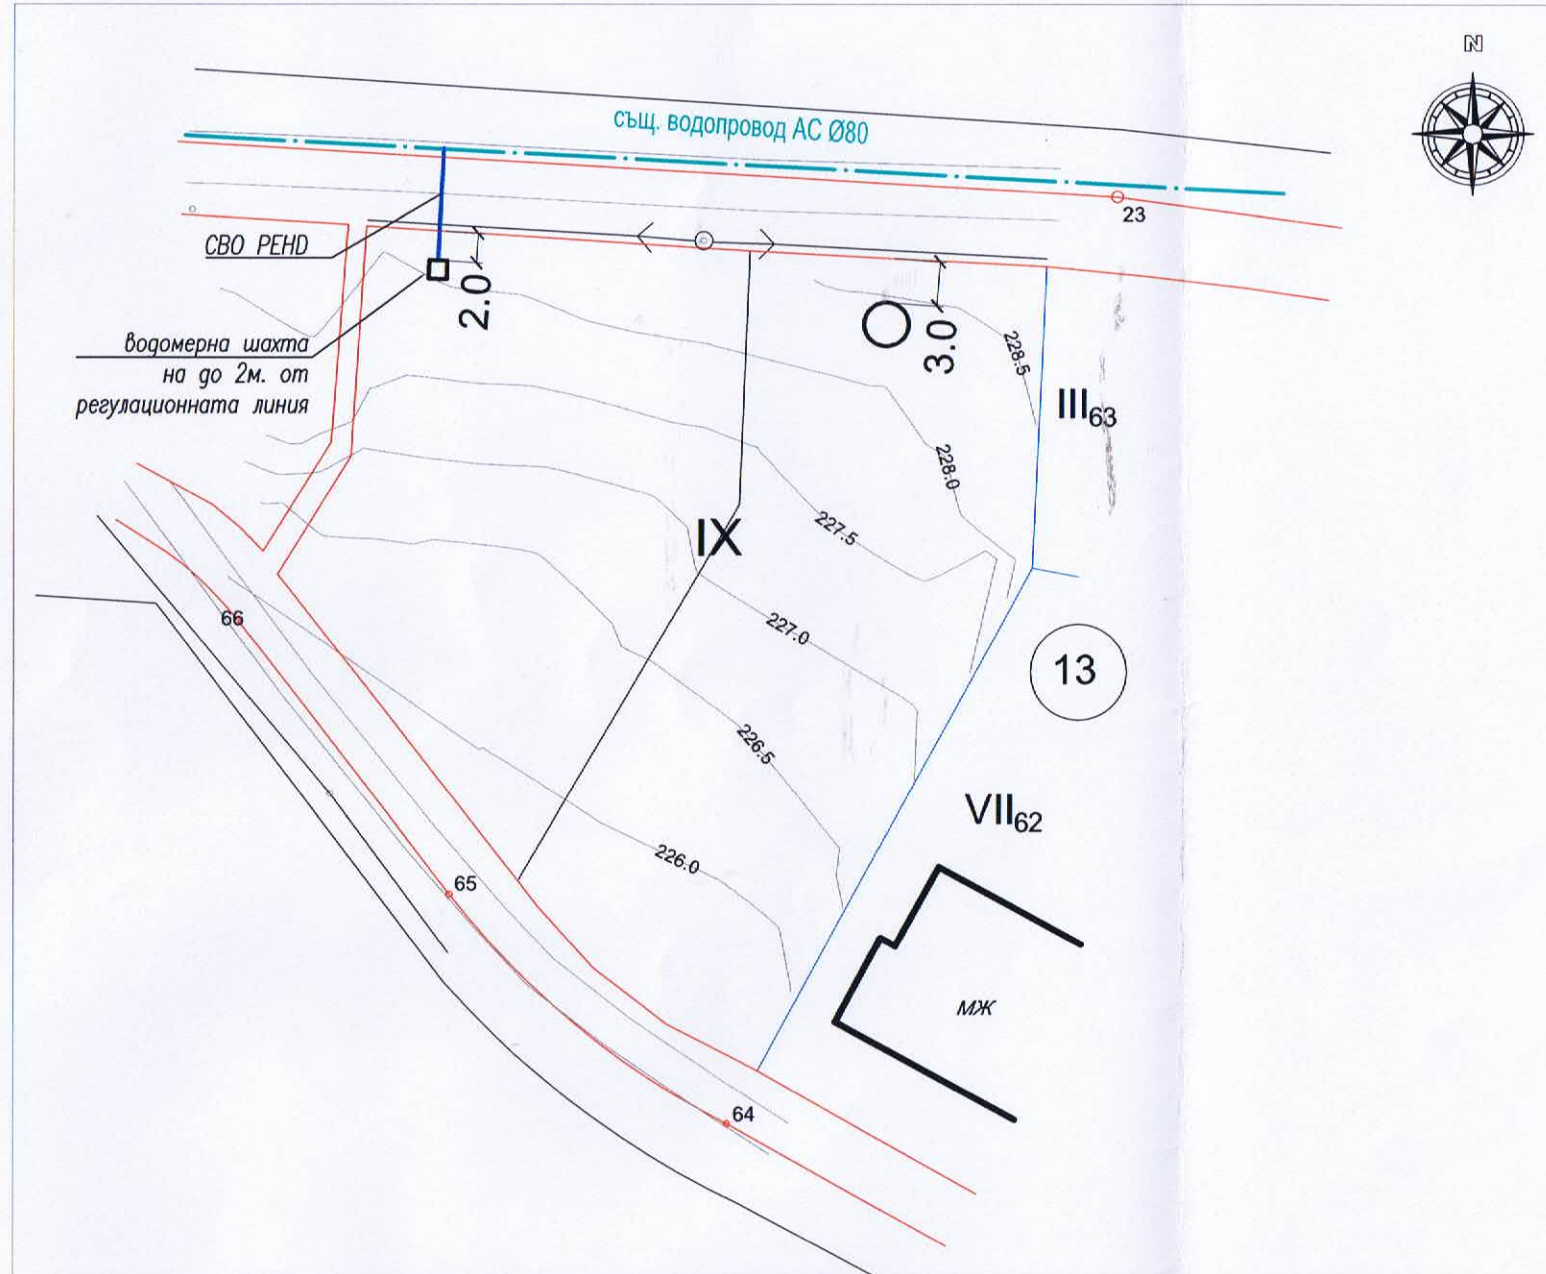 N
същ. водопровод АС Ø80
23
СВО PEHD
2.0
3.0
228.5
водомерна шахта
на до 2м. от
регулационната линия
III63
228.0
227.5
IX
66
227.0
13
226.5
VII62
226.0
65
МЖ
64